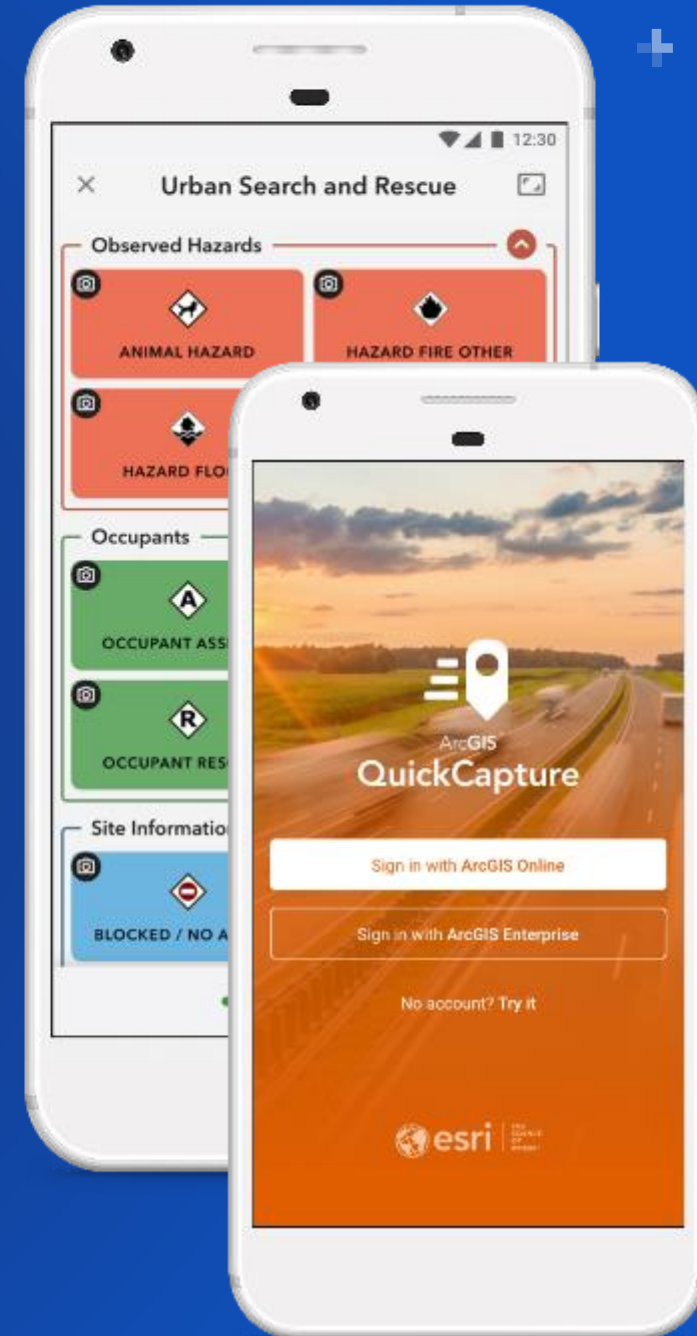 12:30
Urban Search and Rescue
Observed Hazards
ANIMAL HAZARD
HAZARD FIRE OTHER
HAZARD FLO
Occupants
A
OCCUPANT ASS
R
OCCUPANT RES
Site Informatio
BLOCKED / NO A
ArcGIS
QuickCapture
Sign in with ArcGIS Online
Sign in with ArcGIS Enterprise
No account? Try it
esri